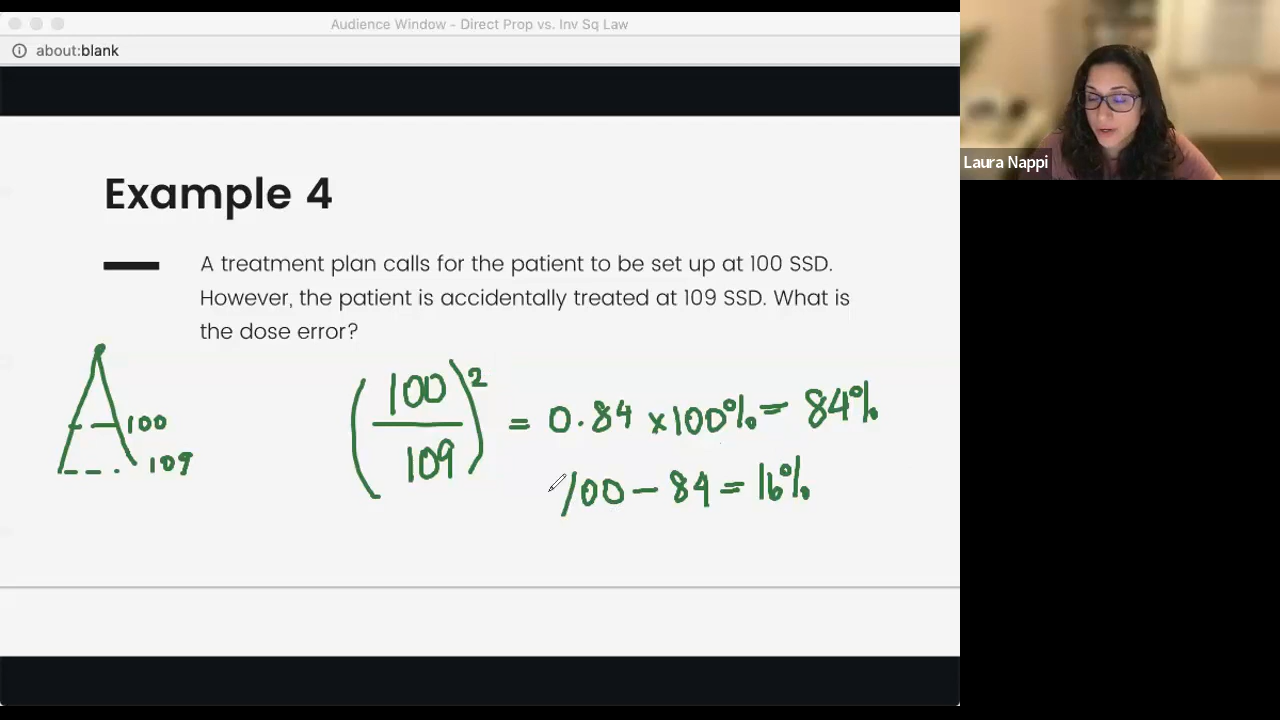 Audience Window - Direct Prop vs. Inv Sq Law
about:blank
Laura Nappi
Example 4
A treatment plan calls for the patient to be set up at 100 SSD.
However, the patient is accidentally treated at 109 SSD. What is
the dose error?
100
109
(100/109)² = 0.84 x100% = 84%
100 - 84 = 16%